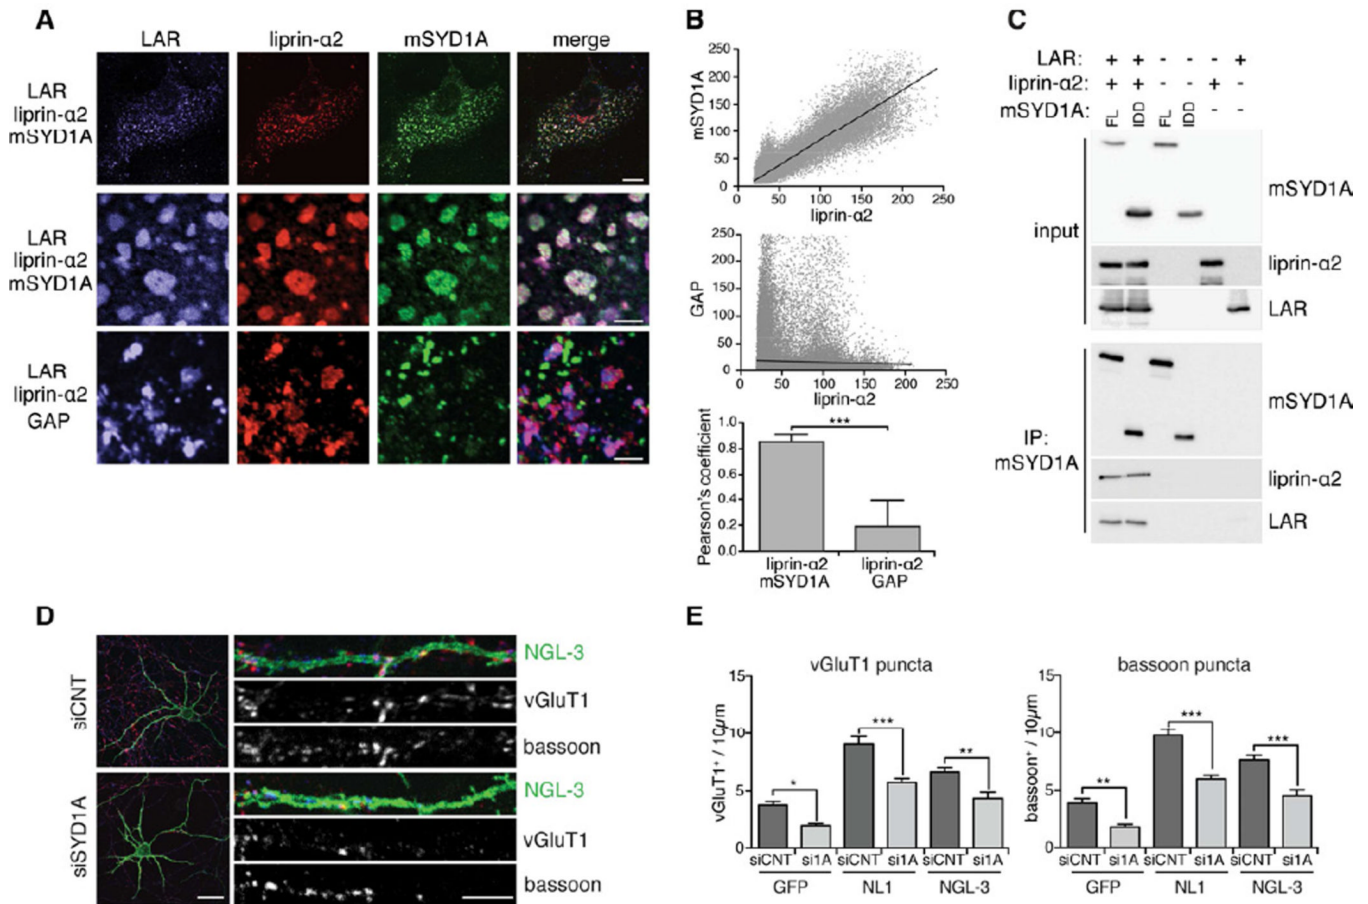 A
LAR liprin-α2 mSYD1A merge
LAR
liprin-α2
mSYD1A
LAR
liprin-α2
mSYD1A
LAR
liprin-α2
GAP
B
mSYD1A
250
200
150
100
50
0
0 50 100 150 200 250
liprin-α2
GAP
250
200
150
100
50
0
0 50 100 150 200 250
liprin-α2
Pearson's coefficient
1.0
0.8
0.6
0.4
0.2
0.0
***
liprin-α2 liprin-α2
mSYD1A GAP
C
LAR: + + - - - +
liprin-α2: + + - - + -
mSYD1A: FL IDD FL IDD - -
input
mSYD1A
liprin-α2
LAR
IP:
mSYD1A
mSYD1A
liprin-α2
LAR
D
siCNT
NGL-3
vGluT1
bassoon
siSYD1A
NGL-3
vGluT1
bassoon
E
vGluT1 puncta
vGluT1⁺ / 10μm
15
10
5
0
* *** **
siCNT si1A siCNT si1A siCNT si1A
GFP NL1 NGL-3
bassoon puncta
bassoon⁺ / 10μm
15
10
5
0
** *** ***
siCNT si1A siCNT si1A siCNT si1A
GFP NL1 NGL-3